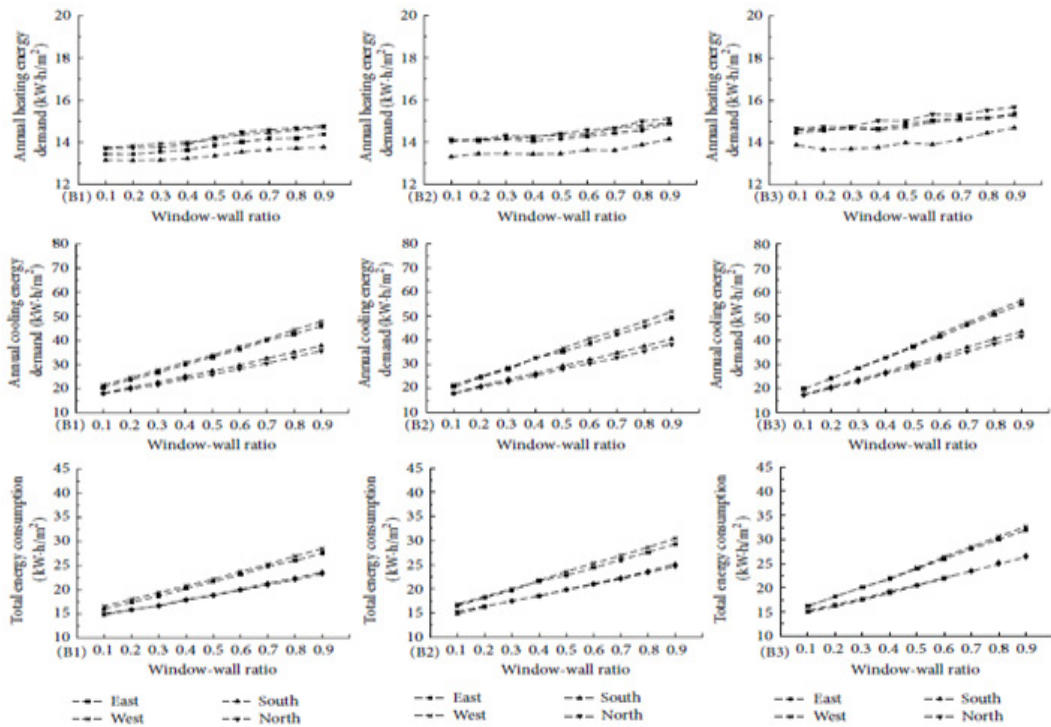 Annual heating energy
demand (kW·h/m²)
20
18
16
14
12
(B1) 0.1 0.2 0.3 0.4 0.5 0.6 0.7 0.8 0.9
Window-wall ratio
Annual heating energy
demand (kW·h/m²)
20
18
16
14
12
(B2) 0.1 0.2 0.3 0.4 0.5 0.6 0.7 0.8 0.9
Window-wall ratio
Annual heating energy
demand (kW·h/m²)
20
18
16
14
12
(B3) 0.1 0.2 0.3 0.4 0.5 0.6 0.7 0.8 0.9
Window-wall ratio
Annual cooling energy
demand (kW·h/m²)
80
70
60
50
40
30
20
10
(B1) 0.1 0.2 0.3 0.4 0.5 0.6 0.7 0.8 0.9
Window-wall ratio
Annual cooling energy
demand (kW·h/m²)
80
70
60
50
40
30
20
10
(B2) 0.1 0.2 0.3 0.4 0.5 0.6 0.7 0.8 0.9
Window-wall ratio
Annual cooling energy
demand (kW·h/m²)
80
70
60
50
40
30
20
10
(B3) 0.1 0.2 0.3 0.4 0.5 0.6 0.7 0.8 0.9
Window-wall ratio
Total energy consumption
(kW·h/m²)
45
40
35
30
25
20
15
10
(B1) 0.1 0.2 0.3 0.4 0.5 0.6 0.7 0.8 0.9
Window-wall ratio
Total energy consumption
(kW·h/m²)
45
40
35
30
25
20
15
10
(B2) 0.1 0.2 0.3 0.4 0.5 0.6 0.7 0.8 0.9
Window-wall ratio
Total energy consumption
(kW·h/m²)
45
40
35
30
25
20
15
10
(B3) 0.1 0.2 0.3 0.4 0.5 0.6 0.7 0.8 0.9
Window-wall ratio
East South
West North
East South
West North
East South
West North